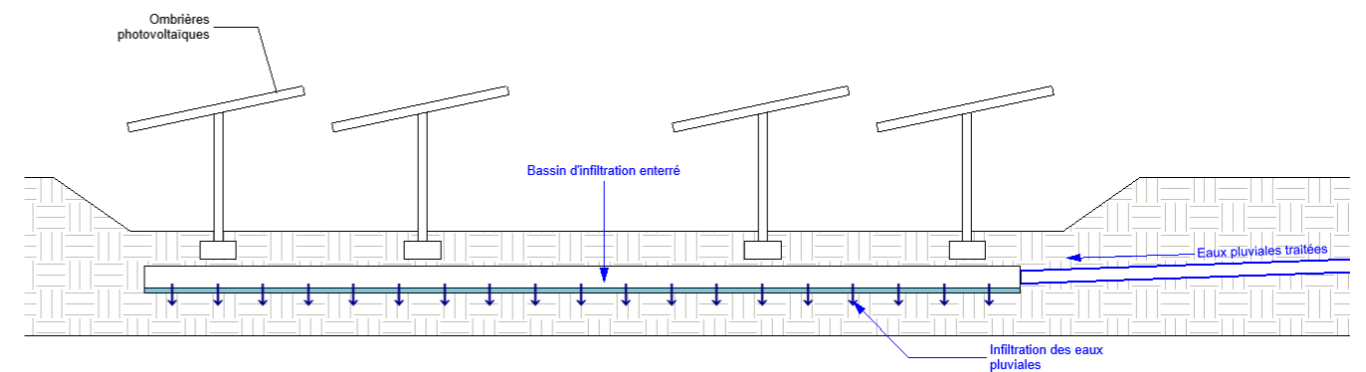 Ombrières
photovoltaïques
Bassin d'infiltration enterré
Eaux pluviales traitées
Infiltration des eaux
pluviales